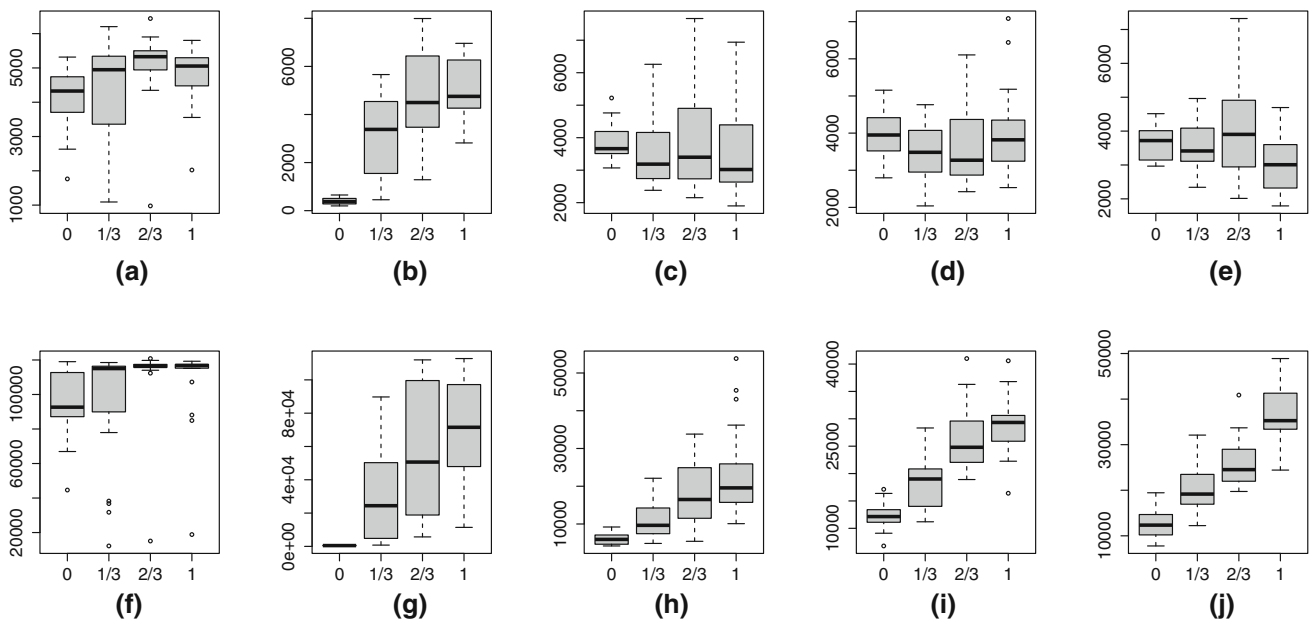 1000 3000 5000
0 1/3 2/3 1
(a)
0 2000 6000
0 1/3 2/3 1
(b)
2000 4000 6000
0 1/3 2/3 1
(c)
2000 4000 6000
0 1/3 2/3 1
(d)
2000 4000 6000
0 1/3 2/3 1
(e)
20000 60000 100000
0 1/3 2/3 1
(f)
0e+00 4e+04 8e+04
0 1/3 2/3 1
(g)
10000 30000 50000
0 1/3 2/3 1
(h)
10000 25000 40000
0 1/3 2/3 1
(i)
10000 30000 50000
0 1/3 2/3 1
(j)